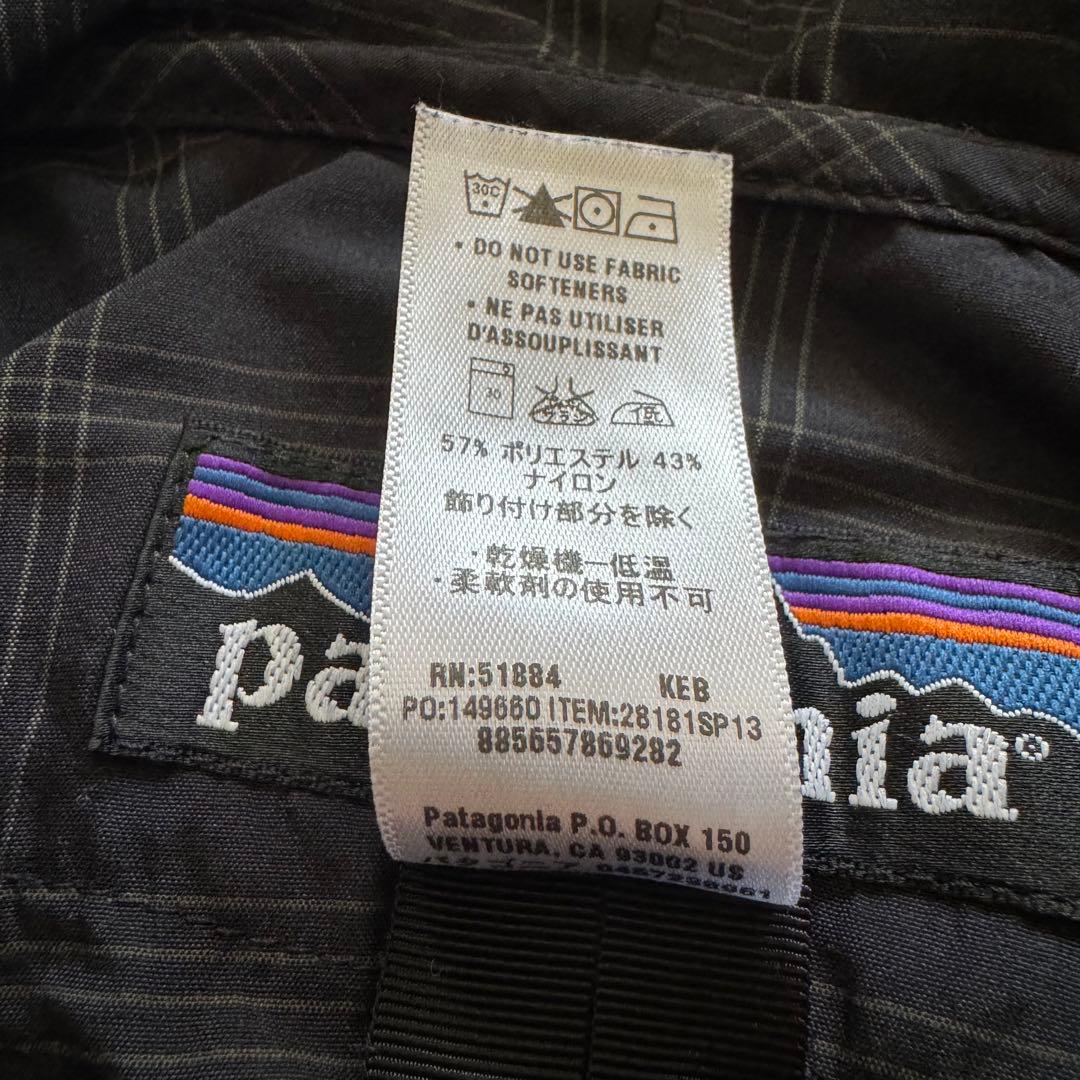 30C
• DO NOT USE FABRIC
SOFTENERS
• NE PAS UTILISER
D'ASSOUPLISSANT
30
低
57% ポリエステル 43%
ナイロン
飾り付け部分を除く
・乾燥機ー低温
・柔軟剤の使用不可
RN:51884 KEB
PO:149660 ITEM:28181SP13
885657869282
Patagonia P.O. BOX 150
VENTURA, CA 93002 US
pa
nia®